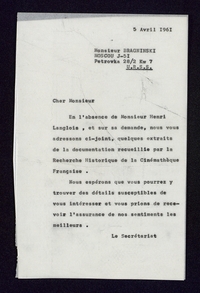 5 Avril 1961
Monsieur SBAGRINSKI
MOSCOU J-51
Petrovka 26/2 Km 7
U.R.S.S.
Cher Monsieur
En l'absence de Monsieur Henri
Langlois , et sur sa demande, nous vous
adressons ci-joint, quelques extraits
de la documentation recueillie par la
Recherche Historique de la Cinémathèque
Française .
Nous espérons que vous pourrez y
trouver des détails susceptibles de
vous intéresser et vous prions de rece-
voir l'assurance de nos sentiments les
meilleurs .
Le Secrétariat